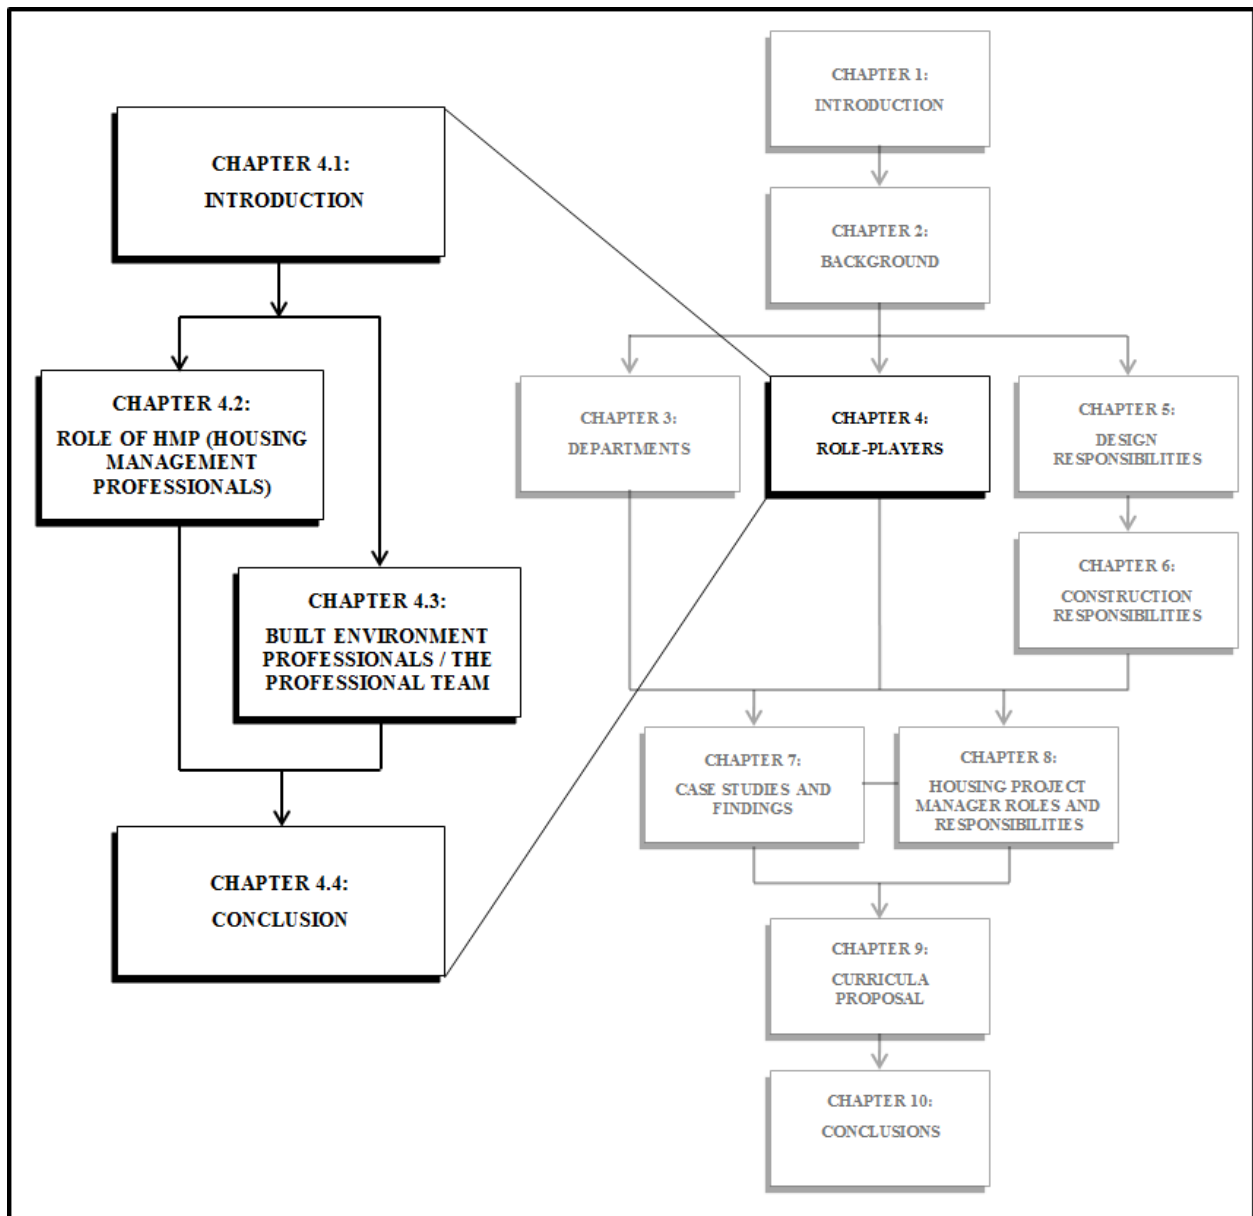 CHAPTER 4.1:
INTRODUCTION
CHAPTER 4.2:
ROLE OF HMP (HOUSING
MANAGEMENT
PROFESSIONALS)
CHAPTER 4.3:
BUILT ENVIRONMENT
PROFESSIONALS / THE
PROFESSIONAL TEAM
CHAPTER 4.4:
CONCLUSION
CHAPTER 1:
INTRODUCTION
CHAPTER 2:
BACKGROUND
CHAPTER 3:
DEPARTMENTS
CHAPTER 4:
ROLE-PLAYERS
CHAPTER 5:
DESIGN
RESPONSIBILITIES
CHAPTER 6:
CONSTRUCTION
RESPONSIBILITIES
CHAPTER 7:
CASE STUDIES AND
FINDINGS
CHAPTER 8:
HOUSING PROJECT
MANAGER ROLES AND
RESPONSIBILITIES
CHAPTER 9:
CURRICULA
PROPOSAL
CHAPTER 10:
CONCLUSIONS